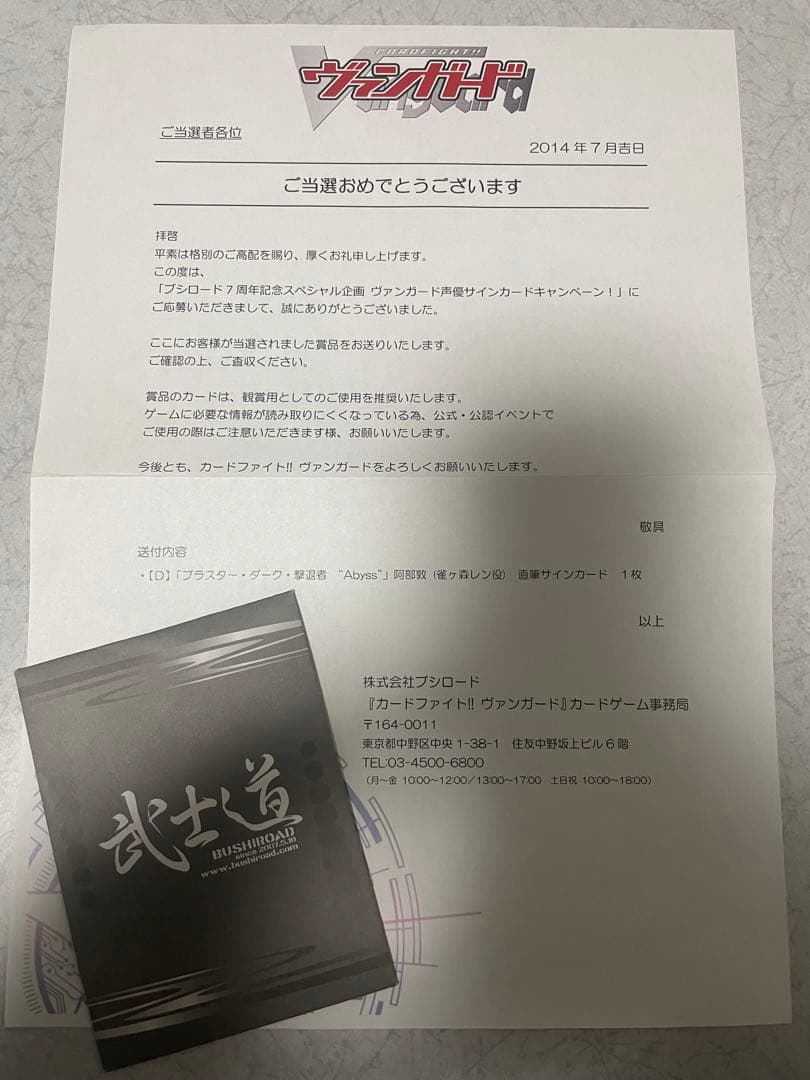 CARDFIGHT!!
ヴァンガード
Vanguard
ご当選者各位
2014年7月吉日
ご当選おめでとうございます
拝啓
平素は格別のご高配を賜り、厚くお礼申し上げます。
この度は、
「ブシロード7周年記念スペシャル企画 ヴァンガード声優サインカードキャンペーン！」に
ご応募いただきまして、誠にありがとうございました。
ここにお客様が当選されました賞品をお送りいたします。
ご確認の上、ご査収ください。
賞品のカードは、観賞用としてのご使用を推奨いたします。
ゲームに必要な情報が読み取りにくくなっている為、公式・公認イベントで
ご使用の際はご注意いただきます様、お願いいたします。
今後とも、カードファイト!! ヴァンガードをよろしくお願いいたします。
敬具
送付内容
・【D】「ブラスター・ダーク・撃退者 “Abyss”」阿部敦（雀ヶ森レン役） 直筆サインカード 1枚
以上
株式会社ブシロード
『カードファイト!! ヴァンガード』カードゲーム事務局
〒164-0011
東京都中野区中央1-38-1 住友中野坂上ビル6階
TEL:03-4500-6800
（月～金 10:00～12:00／13:00～17:00 土日祝 10:00～18:00）
武士道
BUSHIROAD
since 2007.5.18
www.bushiroad.com